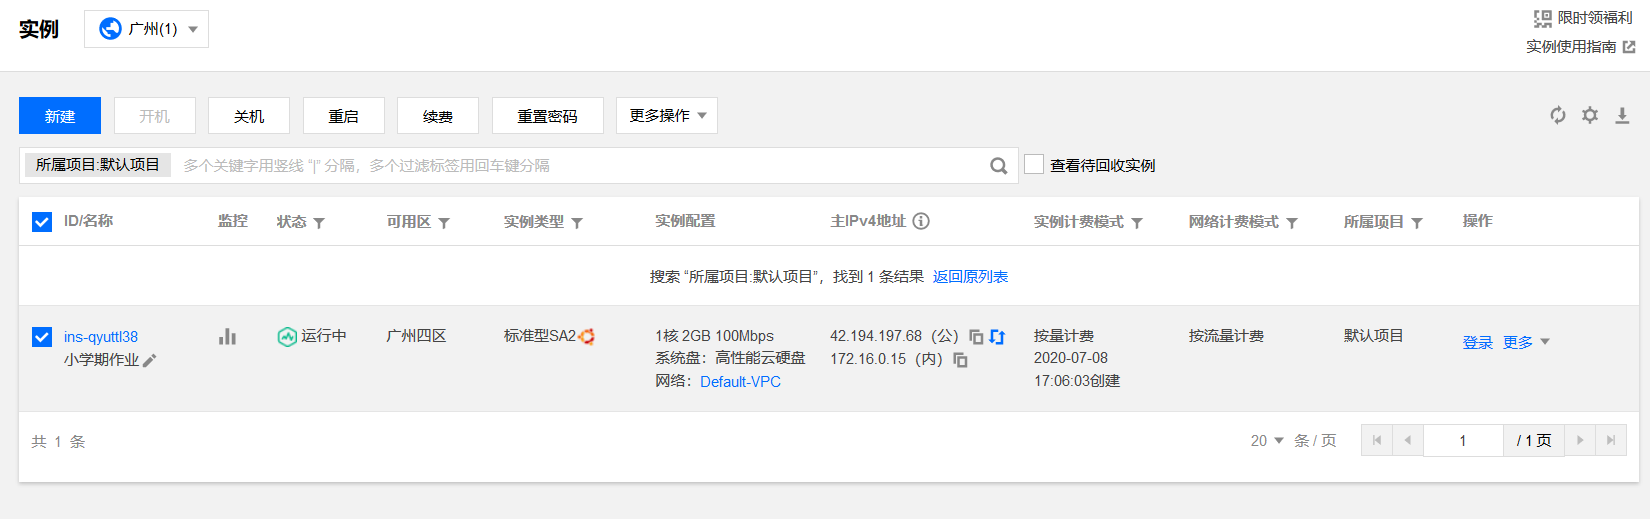 实例 广州(1)
限时领福利
实例使用指南
新建 开机 关机 重启 续费 重置密码 更多操作
所属项目:默认项目 多个关键字用竖线 “|” 分隔，多个过滤标签用回车键分隔 查看待回收实例
ID/名称 监控 状态 可用区 实例类型 实例配置 主IPv4地址 实例计费模式 网络计费模式 所属项目 操作
搜索 “所属项目:默认项目”，找到 1 条结果 返回原列表
ins-qyuttl38 运行中 广州四区 标准型SA2 1核 2GB 100Mbps 42.194.197.68（公） 按量计费 按流量计费 默认项目 登录 更多
小学期作业 系统盘：高性能云硬盘 172.16.0.15（内） 2020-07-08
网络：Default-VPC 17:06:03创建
共 1 条 20 条 / 页 1 / 1 页